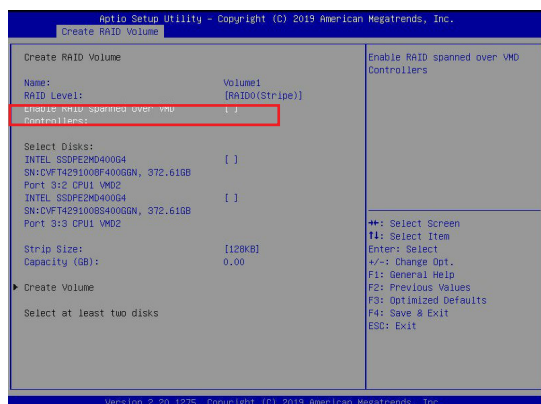 Aptio Setup Utility – Copyright (C) 2019 American Megatrends, Inc.
Create RAID Volume
Create RAID Volume
Name: Volume1
RAID Level: [RAID0(Stripe)]
Enable RAID spanned over VMD [ ]
Controllers:
Select Disks:
INTEL SSDPE2MD400G4 [ ]
SN:CVFT4291008F400GGN, 372.61GB
Port 3:2 CPU1 VMD2
INTEL SSDPE2MD400G4 [ ]
SN:CVFT4291008S400GGN, 372.61GB
Port 3:3 CPU1 VMD2
Strip Size: [128KB]
Capacity (GB): 0.00
Create Volume
Select at least two disks
Enable RAID spanned over VMD
Controllers
→←: Select Screen
↑↓: Select Item
Enter: Select
+/-: Change Opt.
F1: General Help
F2: Previous Values
F3: Optimized Defaults
F4: Save & Exit
ESC: Exit
Version 2.20.1275. Copyright (C) 2019 American Megatrends, Inc.